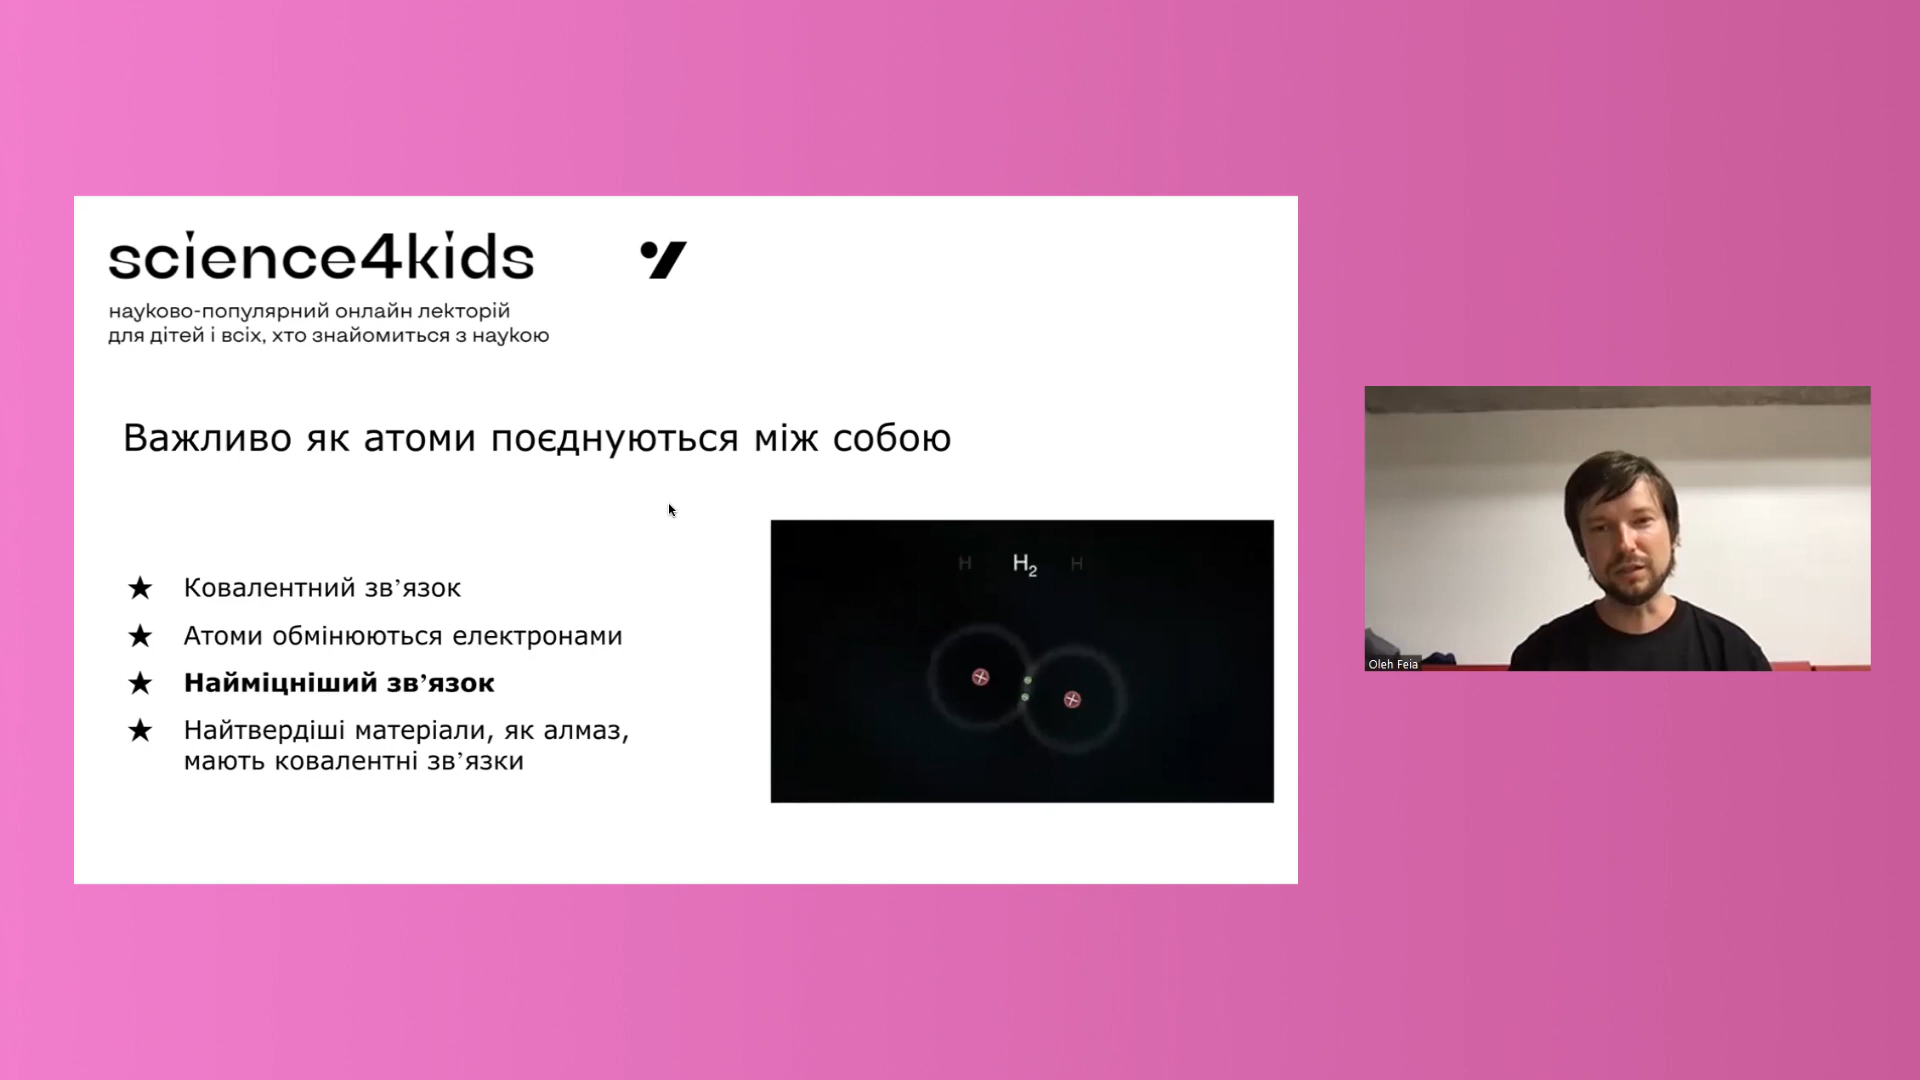 science4kids
науково-популярний онлайн лекторій
для дітей і всіх, хто знайомиться з наукою
Важливо як атоми поєднуються між собою
★ Ковалентний зв’язок
★ Атоми обмінюються електронами
★ Найміцніший зв’язок
★ Найтвердіші матеріали, як алмаз,
мають ковалентні зв’язки
H H₂ H
Oleh Feia